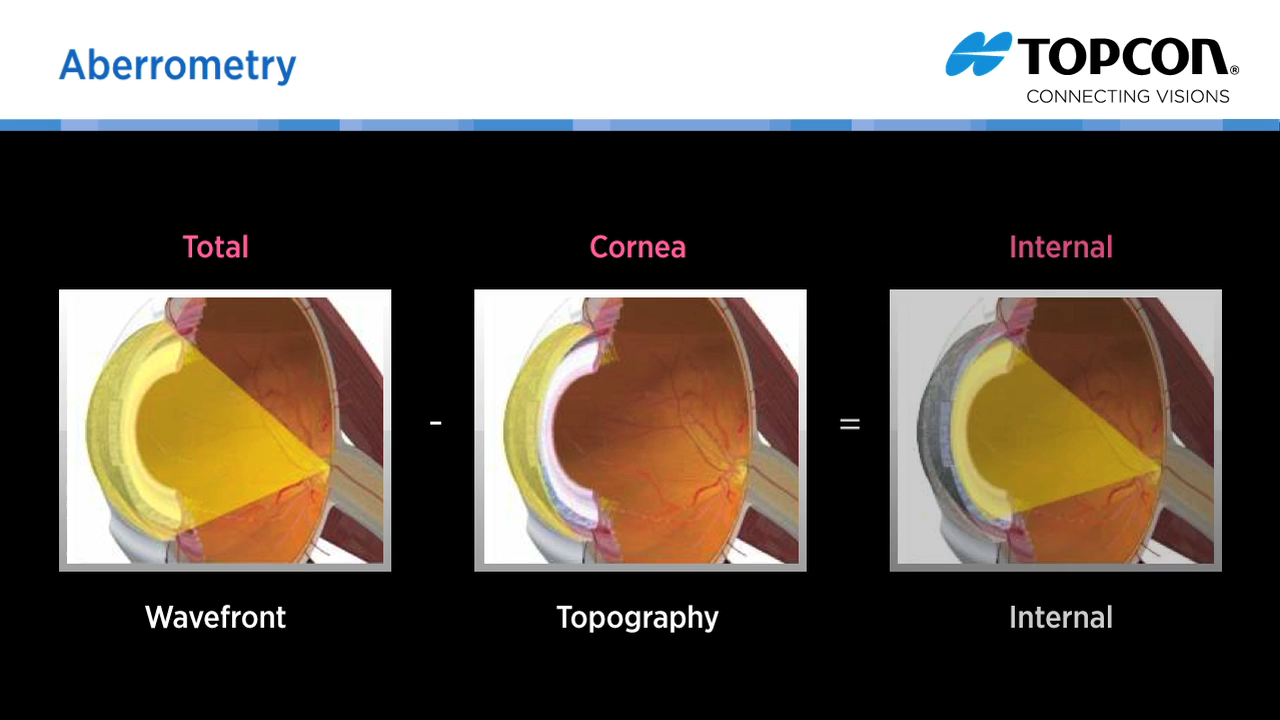 Aberrometry
TOPCON®
CONNECTING VISIONS
Total
Cornea
Internal
- =
Wavefront
Topography
Internal